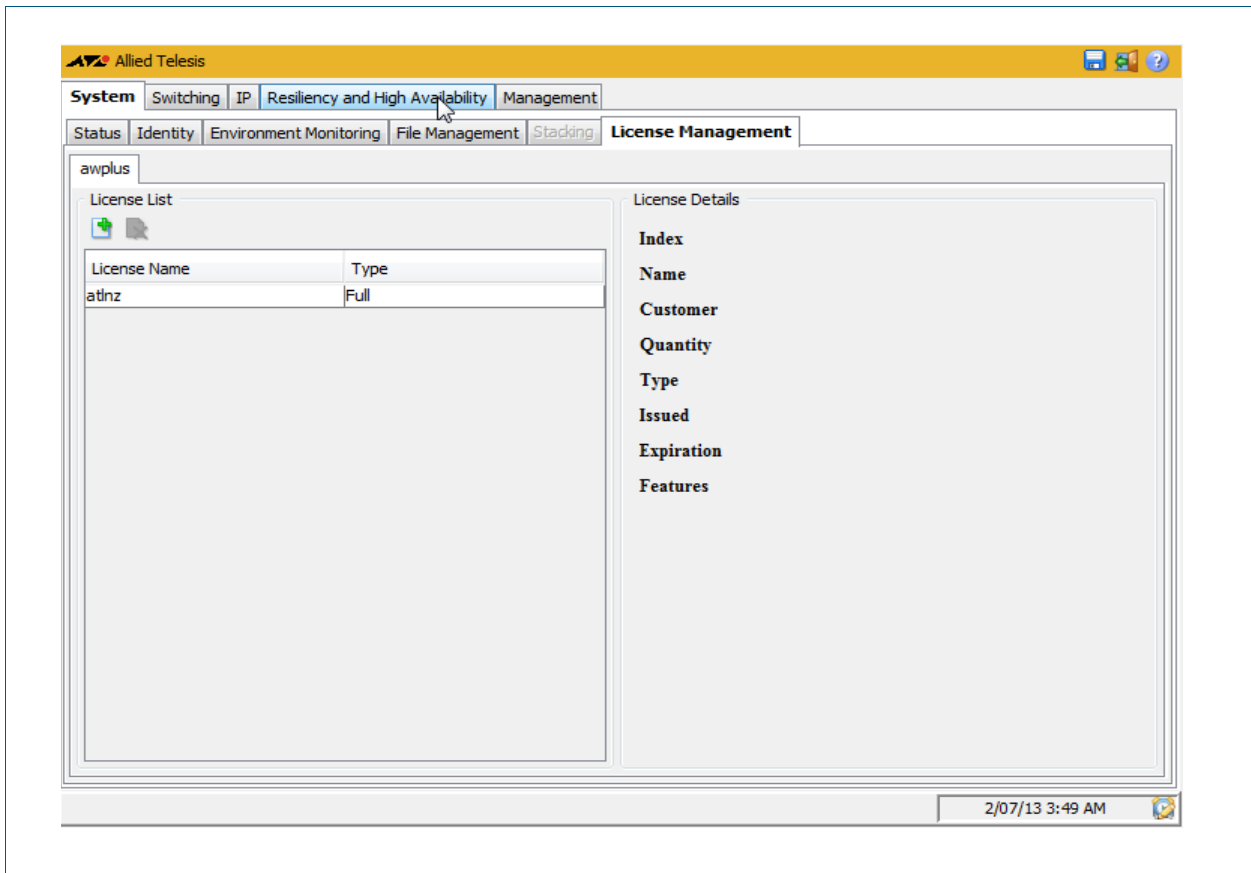 Allied Telesis
System Switching IP Resiliency and High Availability Management
Status Identity Environment Monitoring File Management Stacking License Management
awplus
License List
License Name Type
atlnz Full
License Details
Index
Name
Customer
Quantity
Type
Issued
Expiration
Features
2/07/13 3:49 AM